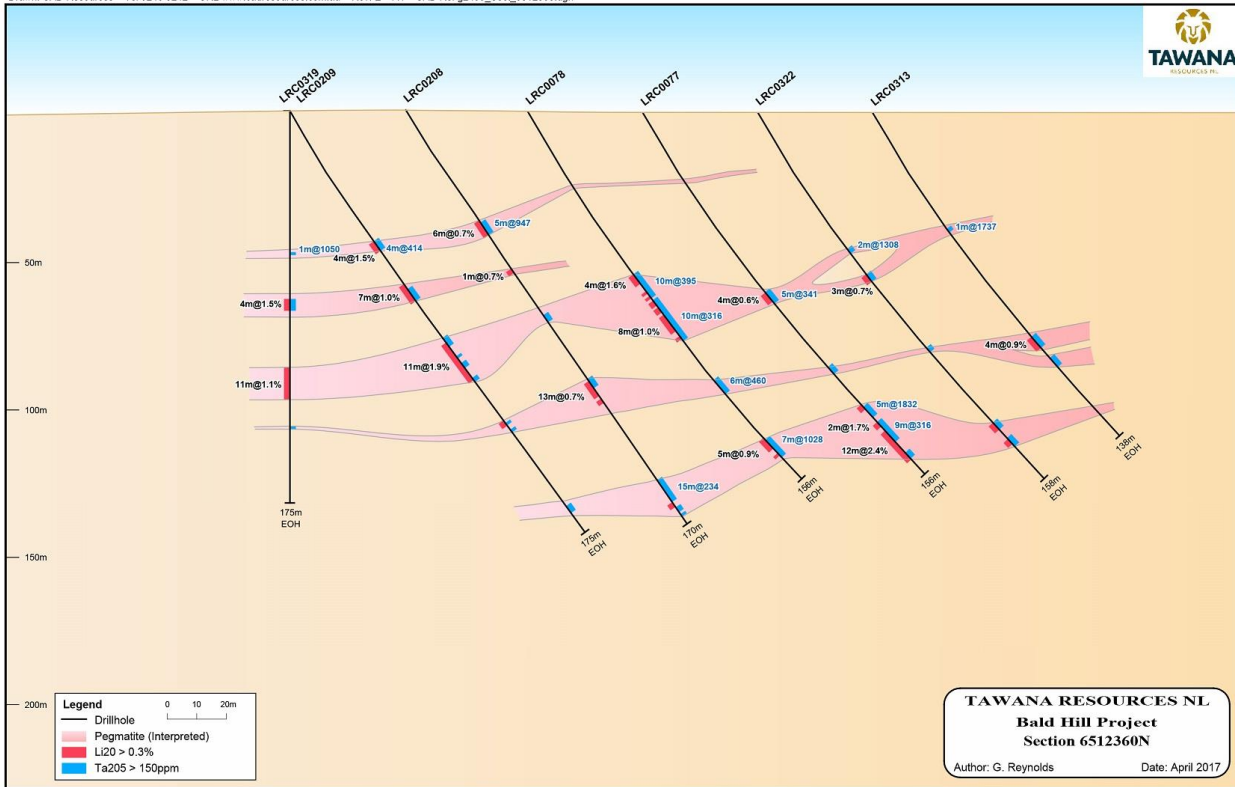 TAWANA
RESOURCES NL
LRC0319
LRC0209
LRC0208
LRC0078
LRC0077
LRC0322
LRC0313
50m
100m
150m
200m
1m@1050
4m@414
4m@1.5%
6m@0.7%
5m@947
4m@1.5%
7m@1.0%
1m@0.7%
4m@1.6%
10m@395
10m@316
8m@1.0%
4m@0.6%
5m@341
2m@1308
1m@1737
3m@0.7%
11m@1.1%
11m@1.9%
13m@0.7%
6m@460
4m@0.9%
5m@1832
2m@1.7%
9m@316
12m@2.4%
5m@0.9%
7m@1028
15m@234
175m
EOH
175m
EOH
170m
EOH
156m
EOH
156m
EOH
158m
EOH
138m
EOH
Legend
0 10 20m
Drillhole
Pegmatite (Interpreted)
Li20 > 0.3%
Ta205 > 150ppm
TAWANA RESOURCES NL
Bald Hill Project
Section 6512360N
Author: G. Reynolds Date: April 2017